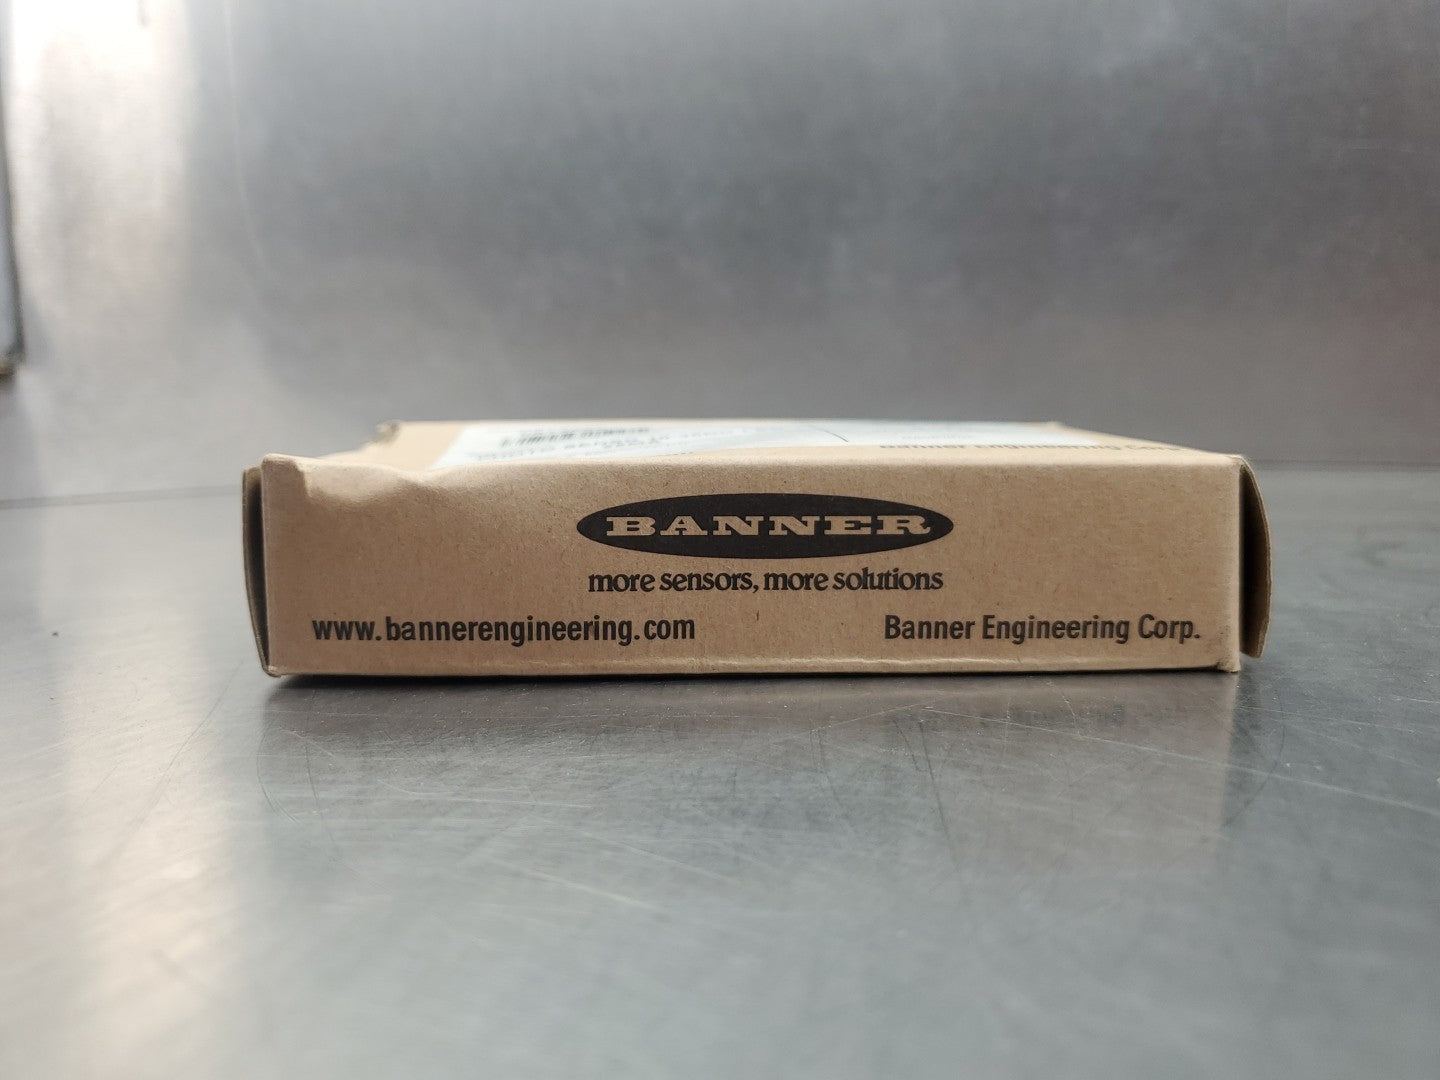 BANNER
more sensors, more solutions
www.bannerengineering.com
Banner Engineering Corp.